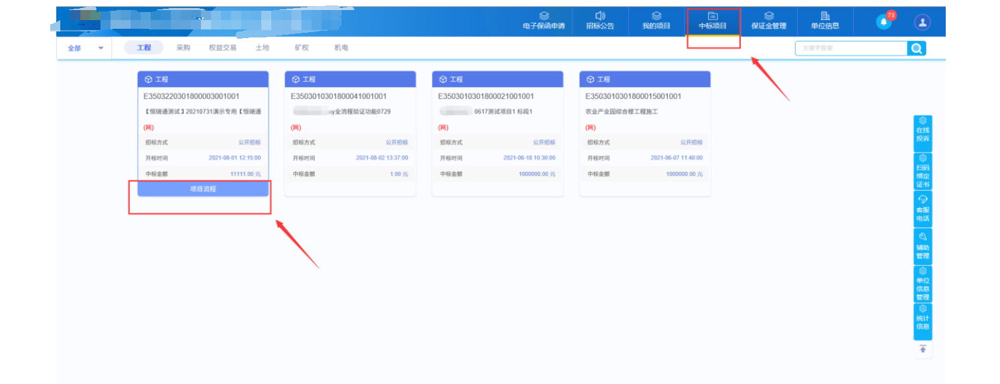 电子保函申请
招标公告
我的项目
中标项目
保证金管理
单位信息
73
全部
工程
采购
权益交易
土地
矿权
机电
关键字搜索
工程
E3503220301800003001001
【恒瑞通测试】20210731演示专用【恒瑞通
(网)
招标方式 公开招标
开标时间 2021-08-01 12:15:00
中标金额 11111.00 元
项目流程
工程
E3503010301800041001001
xy全流程验证功能0729
(网)
招标方式 公开招标
开标时间 2021-08-02 13:37:00
中标金额 1.00 元
工程
E3503010301800021001001
0617测试项目1 标段1
(网)
招标方式 公开招标
开标时间 2021-06-18 10:30:00
中标金额 1000000.00 元
工程
E3503010301800015001001
农业产业园综合楼工程施工
(网)
招标方式 公开招标
开标时间 2021-06-07 11:40:00
中标金额 1000000.00 元
在线
投诉
扫码
绑定
证书
客服
电话
辅助
管理
单位
信息
管理
统计
信息